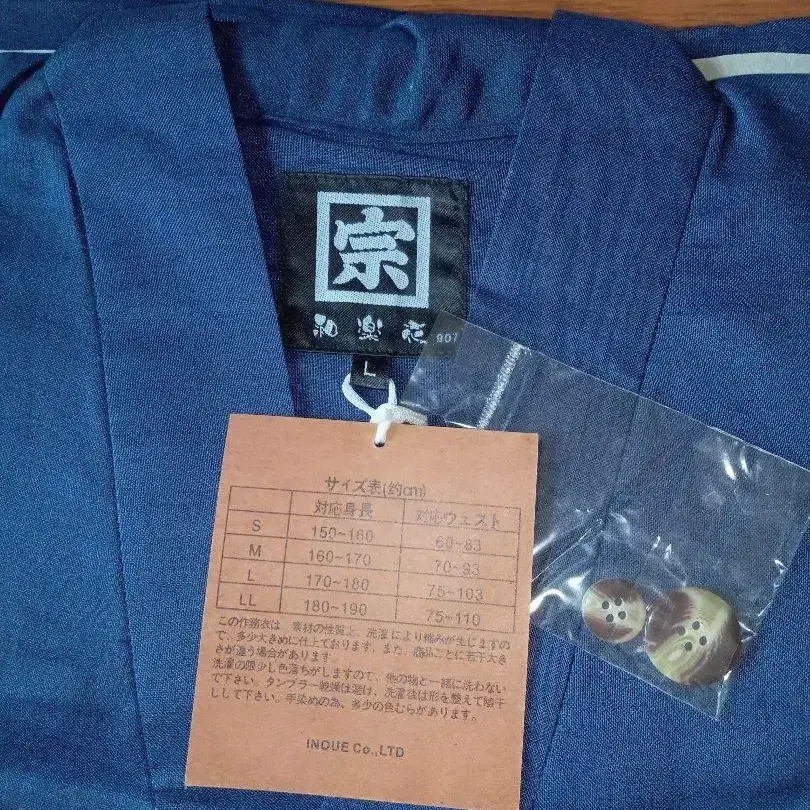 宗
和楽花
907
L
サイズ表(約cm)
対応身長 対応ウェスト
S 150~160 60~83
M 160~170 70~93
L 170~180 75~103
LL 180~190 75~110
この作務衣は、素材の性質上、洗濯により縮みが生じますの
で、多少大きめに仕上ております。また、商品ごとに若干大き
さが違う場合があります。
洗濯の際少し色落ちがしますので、他の物と一緒に洗わない
で下さい。タンブラー乾燥は避け、洗濯後は形を整えて陰干
しして下さい。手染めの為、多少の色むらがあります。
INOUE Co.,LTD